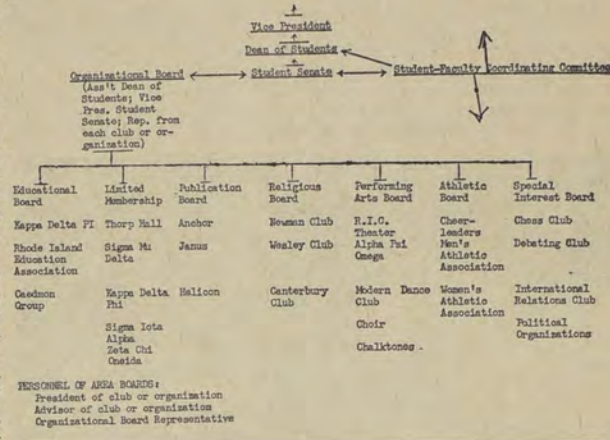 Vice President
Dean of Students
Student Senate
Student-Faculty Coordinating Committee
Organizational Board
(Ass't Dean of
Students; Vice
Pres. Student
Senate; Rep. from
each club or or-
ganization)
Educational
Board
Kappa Delta PI
Rhode Island
Education
Association
Caedmon
Group
Limited
Membership
Thorp Hall
Sigma Mu
Delta
Kappa Delta
Phi
Sigma Iota
Alpha
Zeta Chi
Oneida
Publication
Board
Anchor
Janus
Helicon
Religious
Board
Newman Club
Wesley Club
Canterbury
Club
Performing
Arts Board
R.I.C.
Theater
Alpha Psi
Omega
Modern Dance
Club
Choir
Chalktones
Athletic
Board
Cheer-
leaders
Men's
Athletic
Association
Women's
Athletic
Association
Special
Interest Board
Chess Club
Debating Club
International
Relations Club
Political
Organizations
PERSONNEL OF AREA BOARDS:
President of club or organization
Advisor of club or organization
Organizational Board Representative